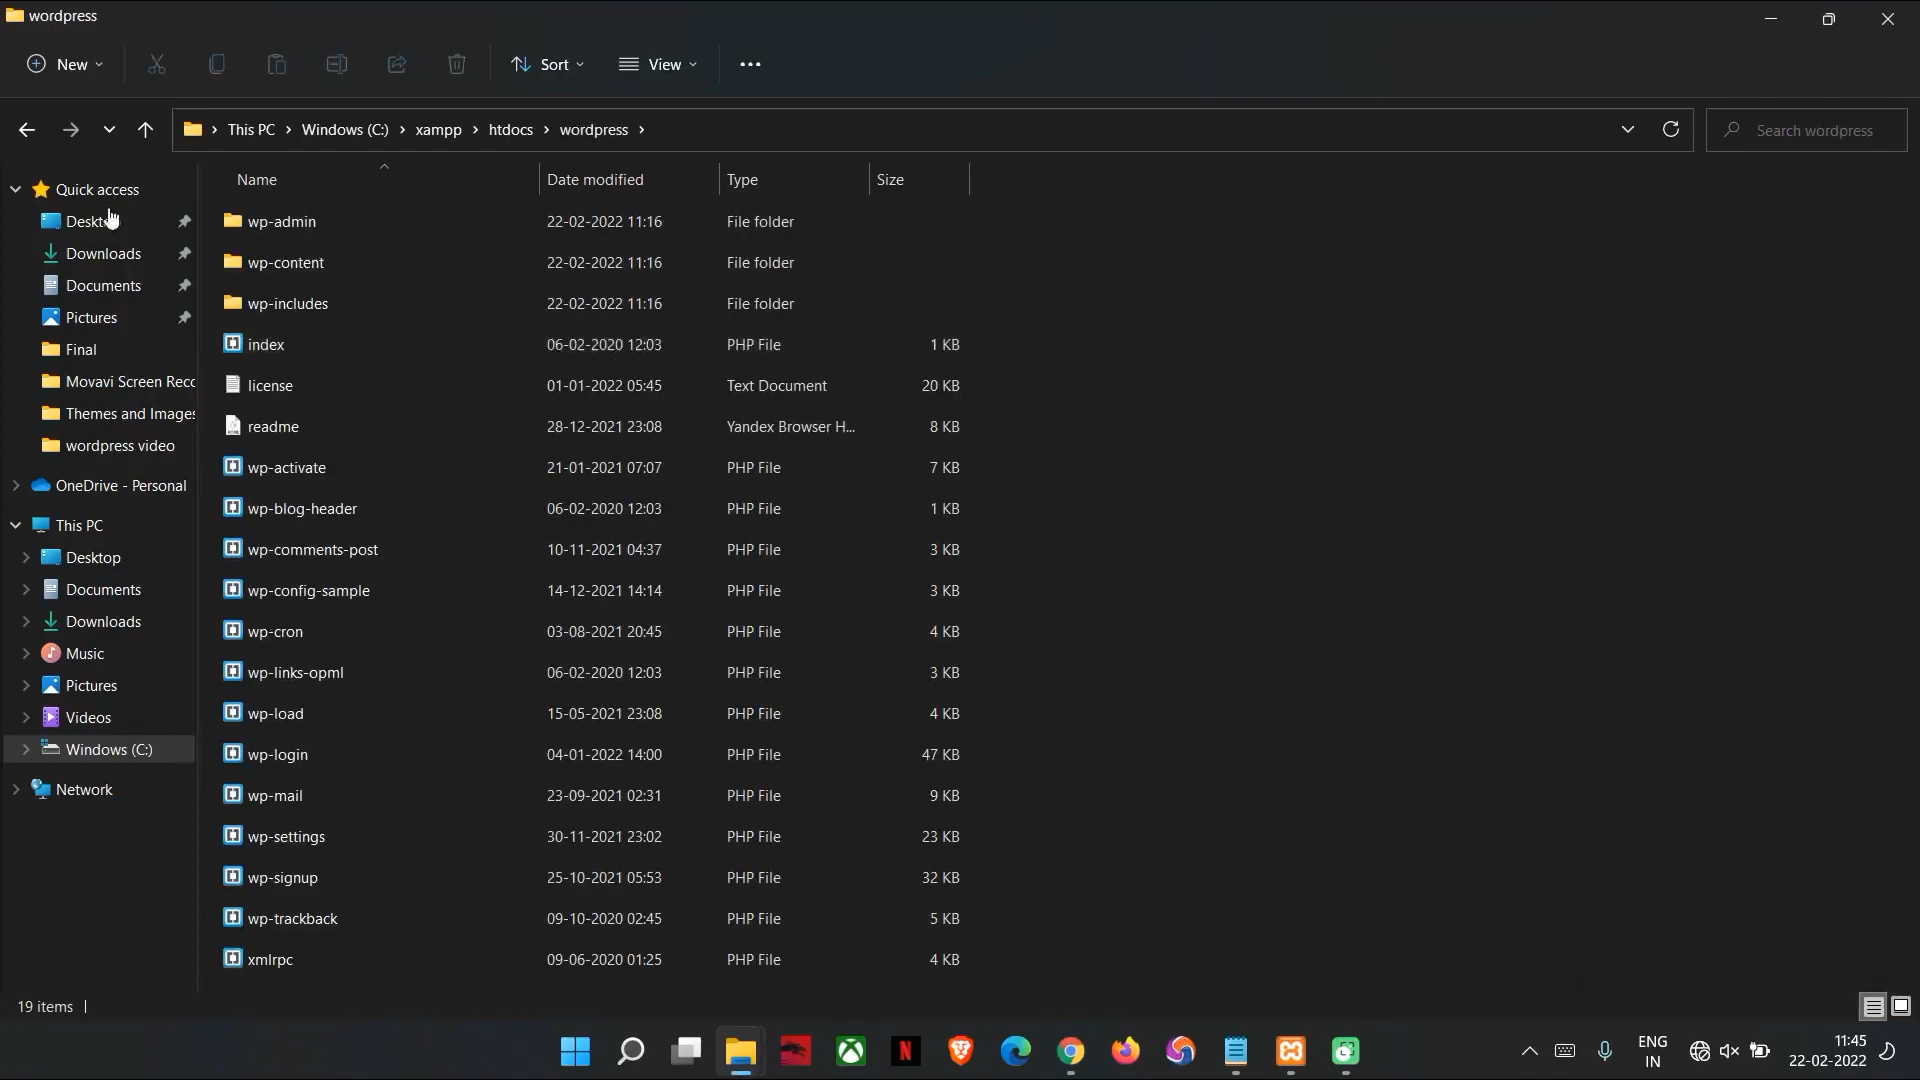 wordpress
New
Sort
View
This PC > Windows (C:) > xampp > htdocs > wordpress >
Search wordpress
Name Date modified Type Size
Quick access
Downloads
Documents
Pictures
Final
Movavi Screen Rec
Themes and Images
wordpress video
OneDrive - Personal
This PC
Desktop
Documents
Downloads
Music
Pictures
Videos
Windows (C:)
Network
wp-admin 22-02-2022 11:16 File folder
wp-content 22-02-2022 11:16 File folder
wp-includes 22-02-2022 11:16 File folder
index 06-02-2020 12:03 PHP File 1 KB
license 01-01-2022 05:45 Text Document 20 KB
readme 28-12-2021 23:08 Yandex Browser H... 8 KB
wp-activate 21-01-2021 07:07 PHP File 7 KB
wp-blog-header 06-02-2020 12:03 PHP File 1 KB
wp-comments-post 10-11-2021 04:37 PHP File 3 KB
wp-config-sample 14-12-2021 14:14 PHP File 3 KB
wp-cron 03-08-2021 20:45 PHP File 4 KB
wp-links-opml 06-02-2020 12:03 PHP File 3 KB
wp-load 15-05-2021 23:08 PHP File 4 KB
wp-login 04-01-2022 14:00 PHP File 47 KB
wp-mail 23-09-2021 02:31 PHP File 9 KB
wp-settings 30-11-2021 23:02 PHP File 23 KB
wp-signup 25-10-2021 05:53 PHP File 32 KB
wp-trackback 09-10-2020 02:45 PHP File 5 KB
xmlrpc 09-06-2020 01:25 PHP File 4 KB
19 items
ENG
IN
11:45
22-02-2022